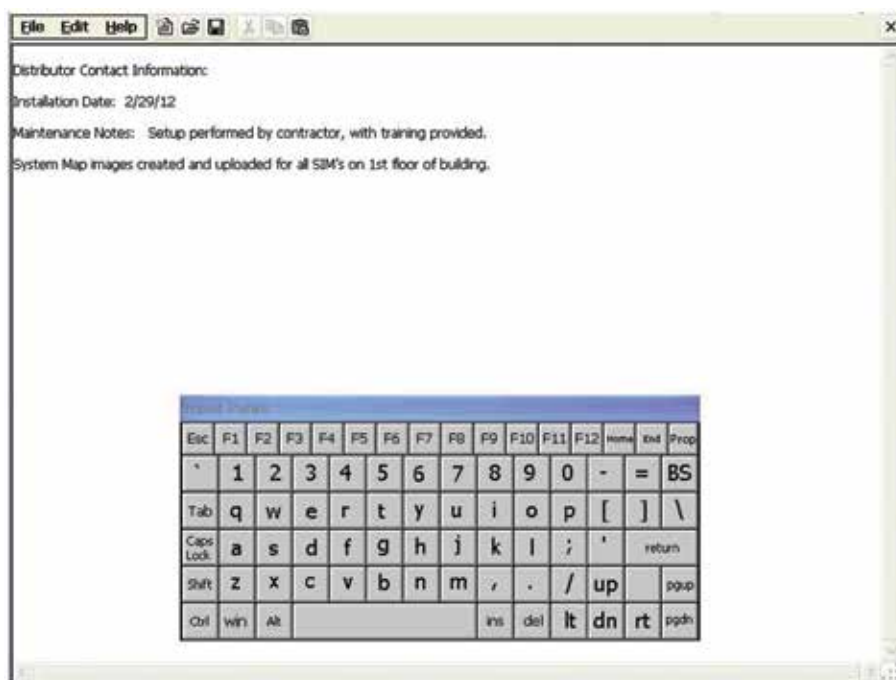 File Edit Help
Distributor Contact Information:
Installation Date: 2/29/12
Maintenance Notes: Setup performed by contractor, with training provided.
System Map images created and uploaded for all SIM's on 1st floor of building.
Input Panel
Esc F1 F2 F3 F4 F5 F6 F7 F8 F9 F10 F11 F12 Home End Prop
` 1 2 3 4 5 6 7 8 9 0 - = BS
Tab q w e r t y u i o p [ ] \
Caps Lock a s d f g h j k l ; ' return
Shift z x c v b n m , . / up pgup
Ctrl win Alt ins del lt dn rt pgdn